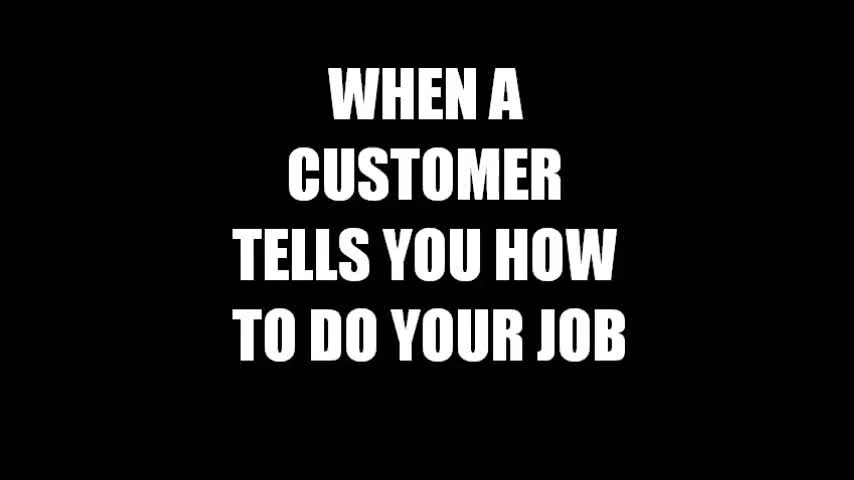 WHEN A
CUSTOMER
TELLS YOU HOW
TO DO YOUR JOB